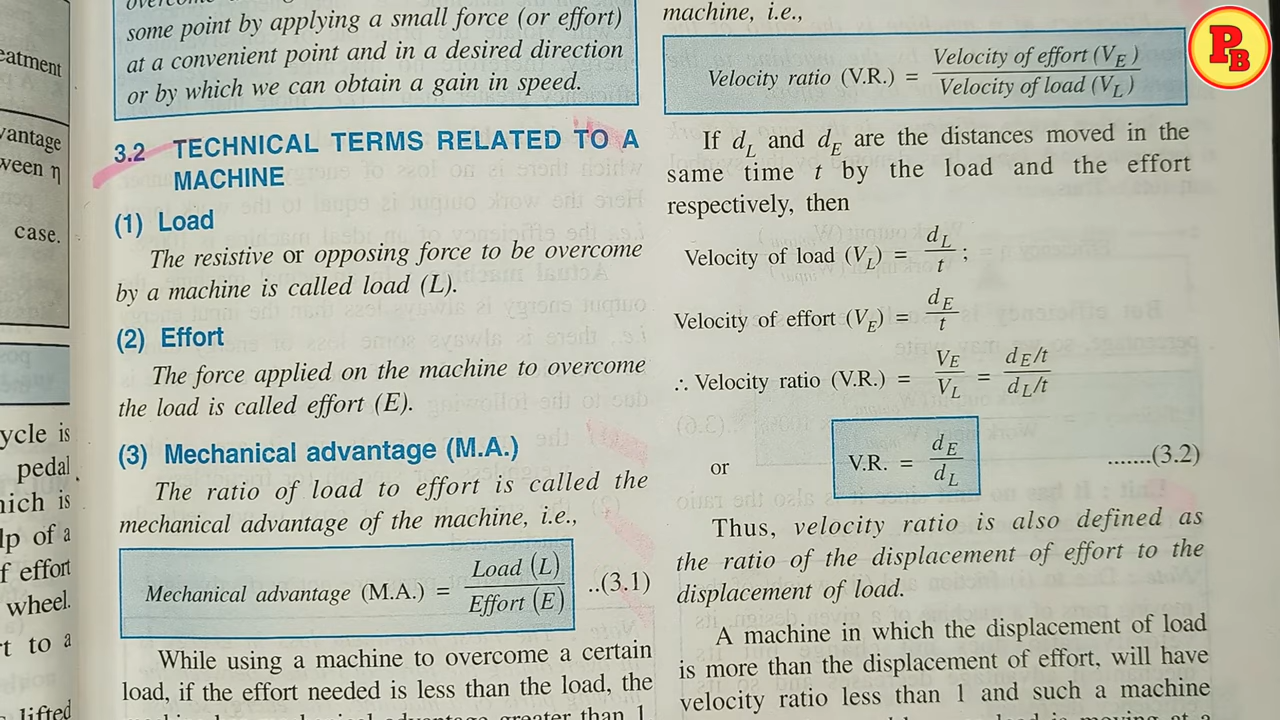 eatment
vantage
ween η
case.
ycle is
pedal
nich is
lp of a
f effort
wheel.
t to a
lifted
some point by applying a small force (or effort)
at a convenient point and in a desired direction
or by which we can obtain a gain in speed.
3.2 TECHNICAL TERMS RELATED TO A
MACHINE
(1) Load
The resistive or opposing force to be overcome
by a machine is called load (L).
(2) Effort
The force applied on the machine to overcome
the load is called effort (E).
(3) Mechanical advantage (M.A.)
The ratio of load to effort is called the
mechanical advantage of the machine, i.e.,
Mechanical advantage (M.A.) = Load (L) / Effort (E) ..(3.1)
While using a machine to overcome a certain
load, if the effort needed is less than the load, the
greater than 1
machine, i.e.,
Velocity ratio (V.R.) = Velocity of effort (V_E) / Velocity of load (V_L)
If d_L and d_E are the distances moved in the
same time t by the load and the effort
respectively, then
Velocity of load (V_L) = d_L / t ;
Velocity of effort (V_E) = d_E / t
∴ Velocity ratio (V.R.) = V_E / V_L = d_E/t / d_L/t
or V.R. = d_E / d_L .......(3.2)
Thus, velocity ratio is also defined as
the ratio of the displacement of effort to the
displacement of load.
A machine in which the displacement of load
is more than the displacement of effort, will have
velocity ratio less than 1 and such a machine
PB